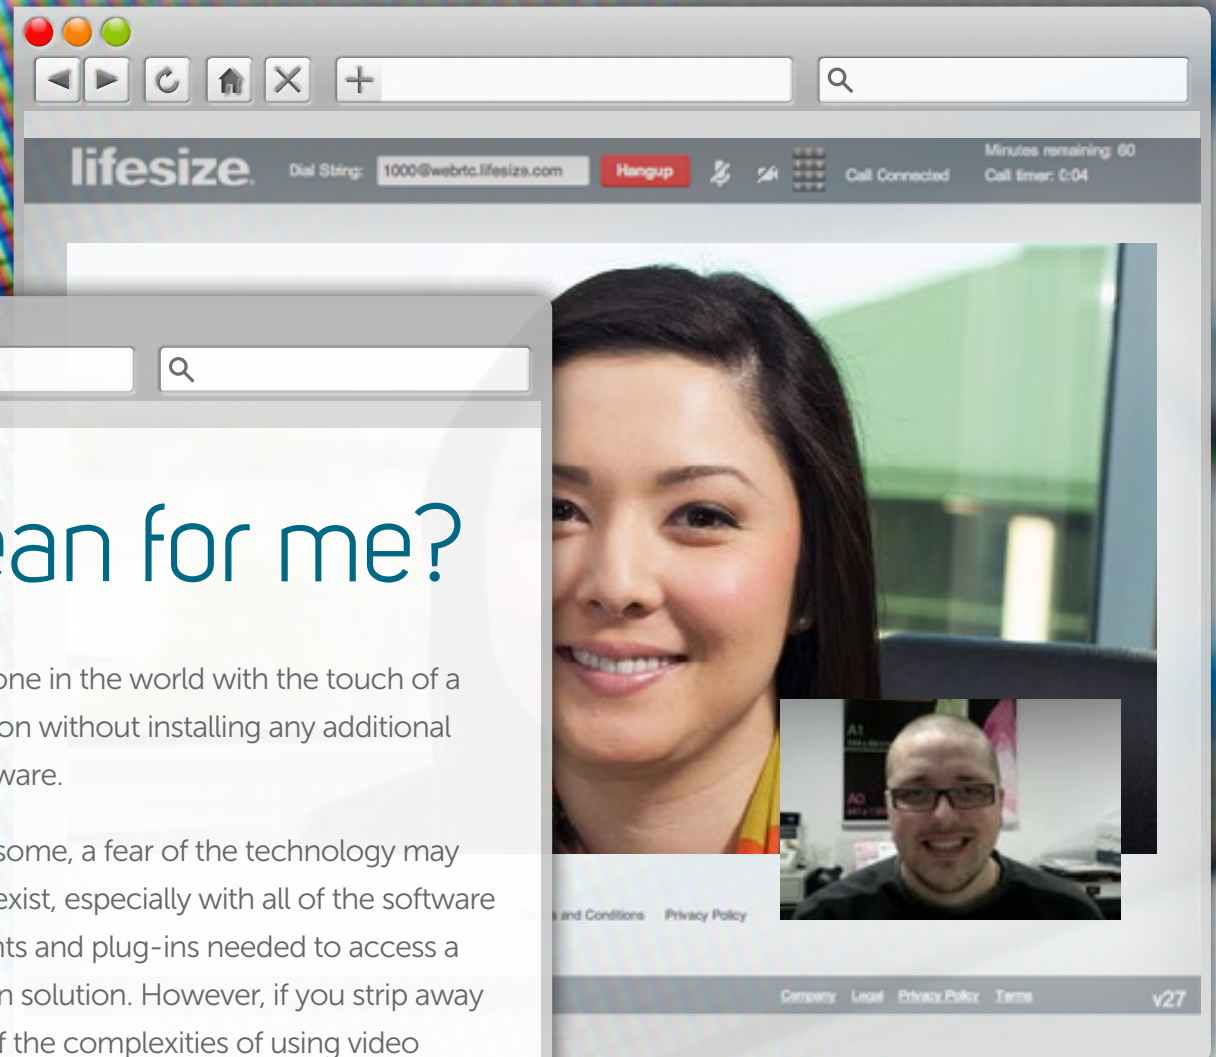 lifesize
Dial String: 1000@webrtc.lifesize.com Hangup Call Connected
Minutes remaining: 60
Call timer: 0:04
ean for me?
one in the world with the touch of a
on without installing any additional
ware.
some, a fear of the technology may
exist, especially with all of the software
nts and plug-ins needed to access a
n solution. However, if you strip away
f the complexities of using video
A1
A0
s and Conditions Privacy Policy
Company Legal Privacy Policy Terms v27